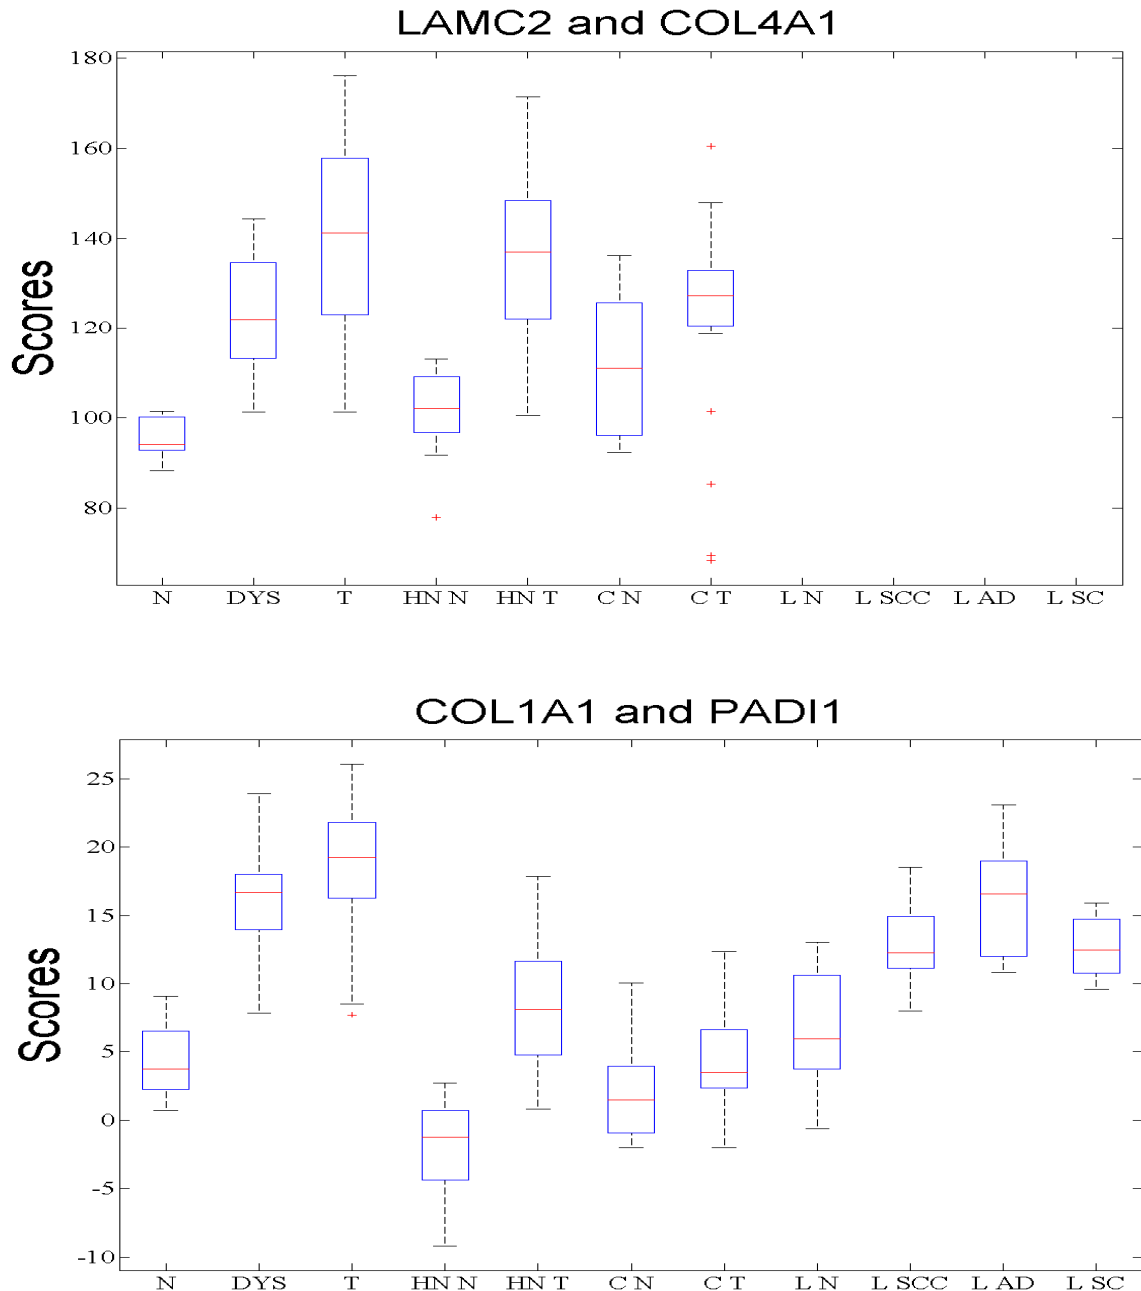 LAMC2 and COL4A1
180
160
140
120
100
80
Scores
N DYS T HN N HN T C N C T L N L SCC L AD L SC
COL1A1 and PADI1
25
20
15
10
5
0
-5
-10
Scores
N DYS T HN N HN T C N C T L N L SCC L AD L SC